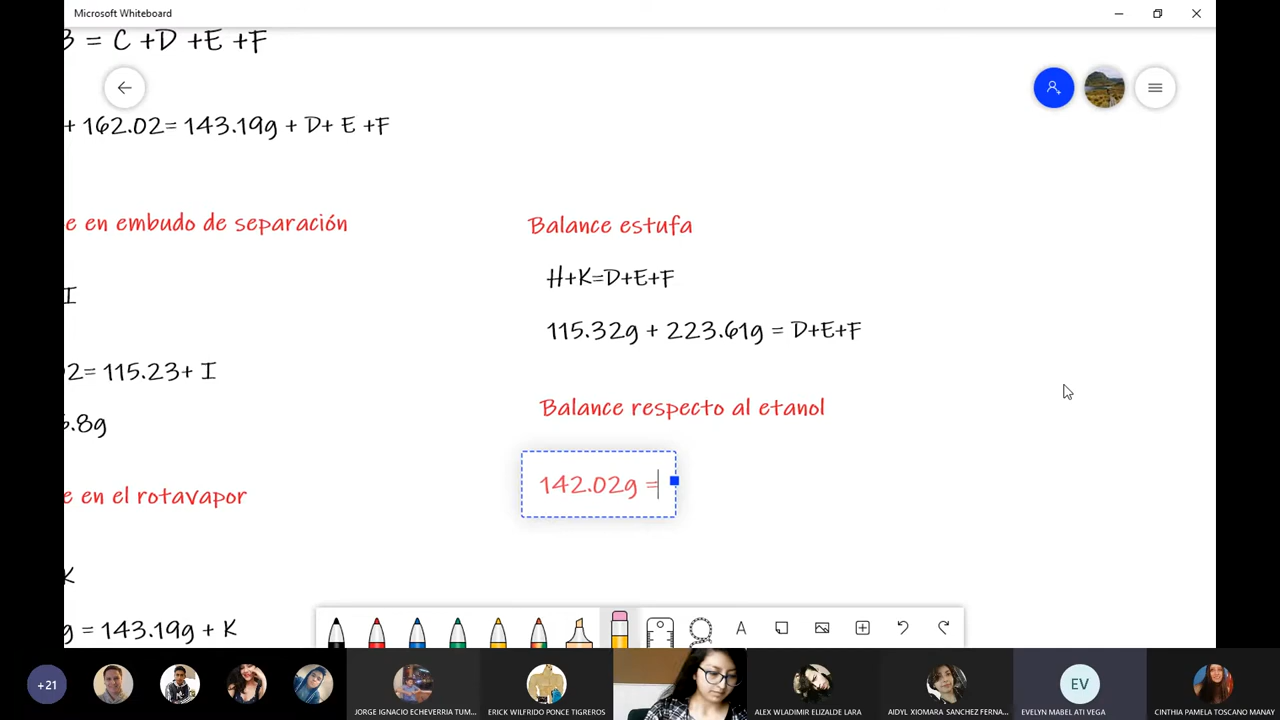 Microsoft Whiteboard
= C +D +E +F
+ 162.02= 143.19g + D+ E +F
e en embudo de separación
I
2= 115.23+ I
.8g
e en el rotavapor
K
g = 143.19g + K
Balance estufa
H+K=D+E+F
115.32g + 223.61g = D+E+F
Balance respecto al etanol
142.02g =
A
+21
JORGE IGNACIO ECHEVERRIA TUM...
ERICK WILFRIDO PONCE TIGREROS
ALEX WLADIMIR ELIZALDE LARA
AIDYL XIOMARA SANCHEZ FERNA...
EV
EVELYN MABEL ATI VEGA
CINTHIA PAMELA TOSCANO MANAY